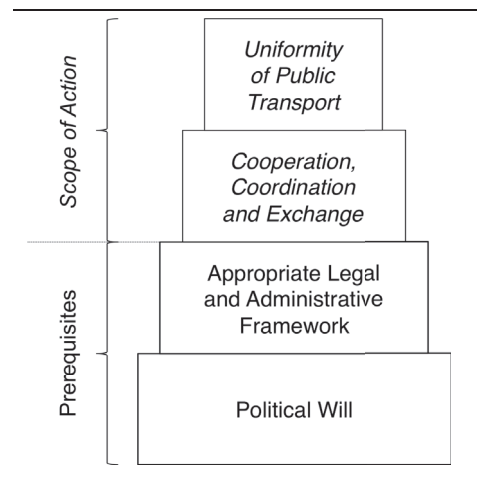 Scope of Action
Uniformity
of Public
Transport
Cooperation,
Coordination
and Exchange
Prerequisites
Appropriate Legal
and Administrative
Framework
Political Will